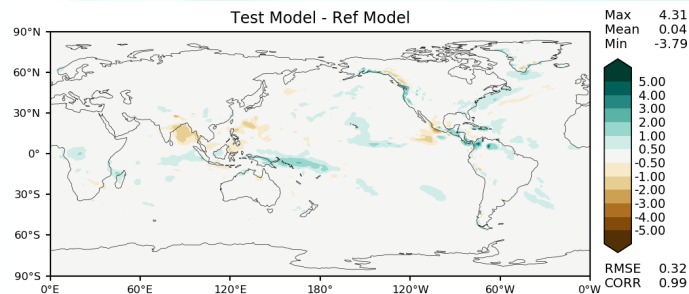 Test Model - Ref Model
Max 4.31
Mean 0.04
Min -3.79
90°N
60°N
30°N
0°
30°S
60°S
90°S
0°E 60°E 120°E 180° 120°W 60°W 0°W
5.00
4.00
3.00
2.00
1.00
0.50
-0.50
-1.00
-2.00
-3.00
-4.00
-5.00
RMSE 0.32
CORR 0.99